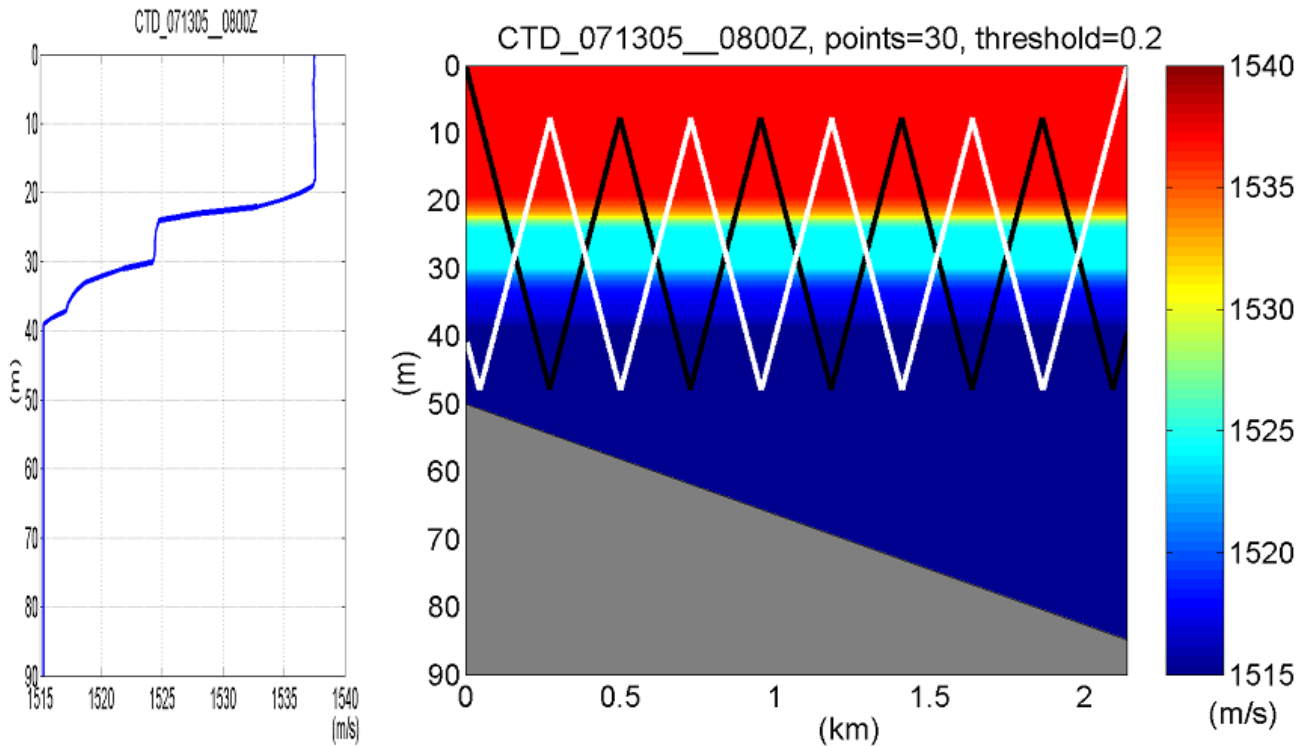 CTD_071305__0800Z
0
10
20
30
40
50
60
70
80
90
(m)
1515 1520 1525 1530 1535 1540
(m/s)
CTD_071305__0800Z, points=30, threshold=0.2
0
10
20
30
40
50
60
70
80
90
(m)
0 0.5 1 1.5 2
(km)
1540
1535
1530
1525
1520
1515
(m/s)